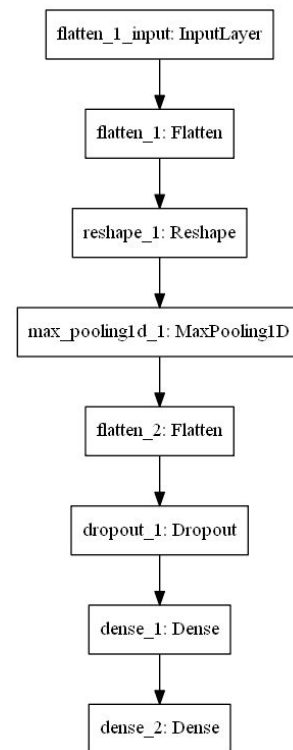 flatten_1_input: InputLayer
flatten_1: Flatten
reshape_1: Reshape
max_pooling1d_1: MaxPooling1D
flatten_2: Flatten
dropout_1: Dropout
dense_1: Dense
dense_2: Dense